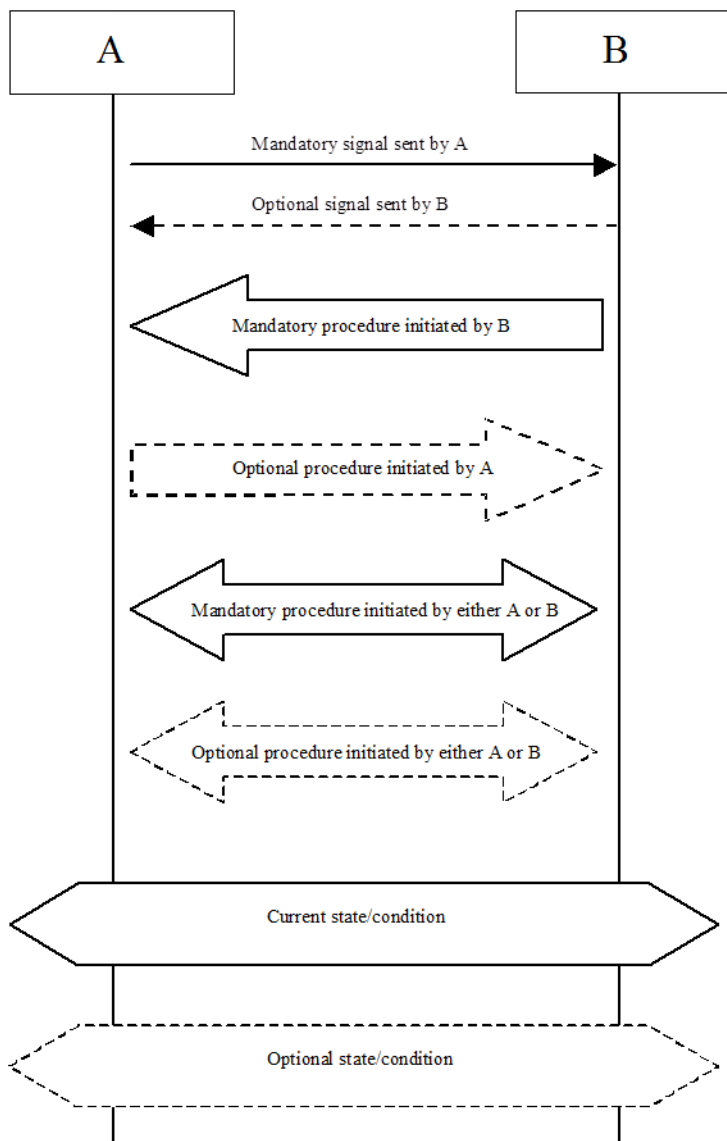 A
B
Mandatory signal sent by A
Optional signal sent by B
Mandatory procedure initiated by B
Optional procedure initiated by A
Mandatory procedure initiated by either A or B
Optional procedure initiated by either A or B
Current state/condition
Optional state/condition